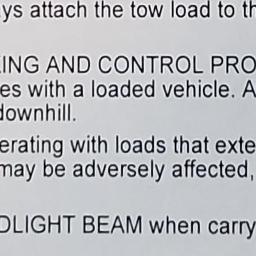 ys attach the tow load to th
ING AND CONTROL PRO
es with a loaded vehicle. A
downhill.
erating with loads that exte
may be adversely affected,
DLIGHT BEAM when carry